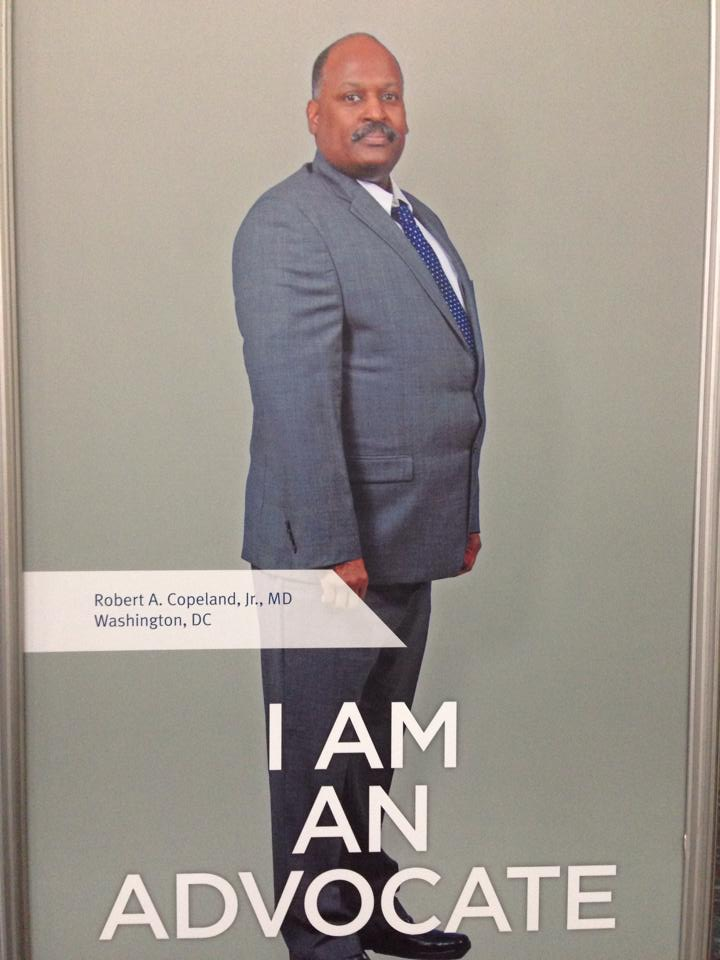 Robert A. Copeland, Jr., MD
Washington, DC
I AM
AN
ADVOCATE